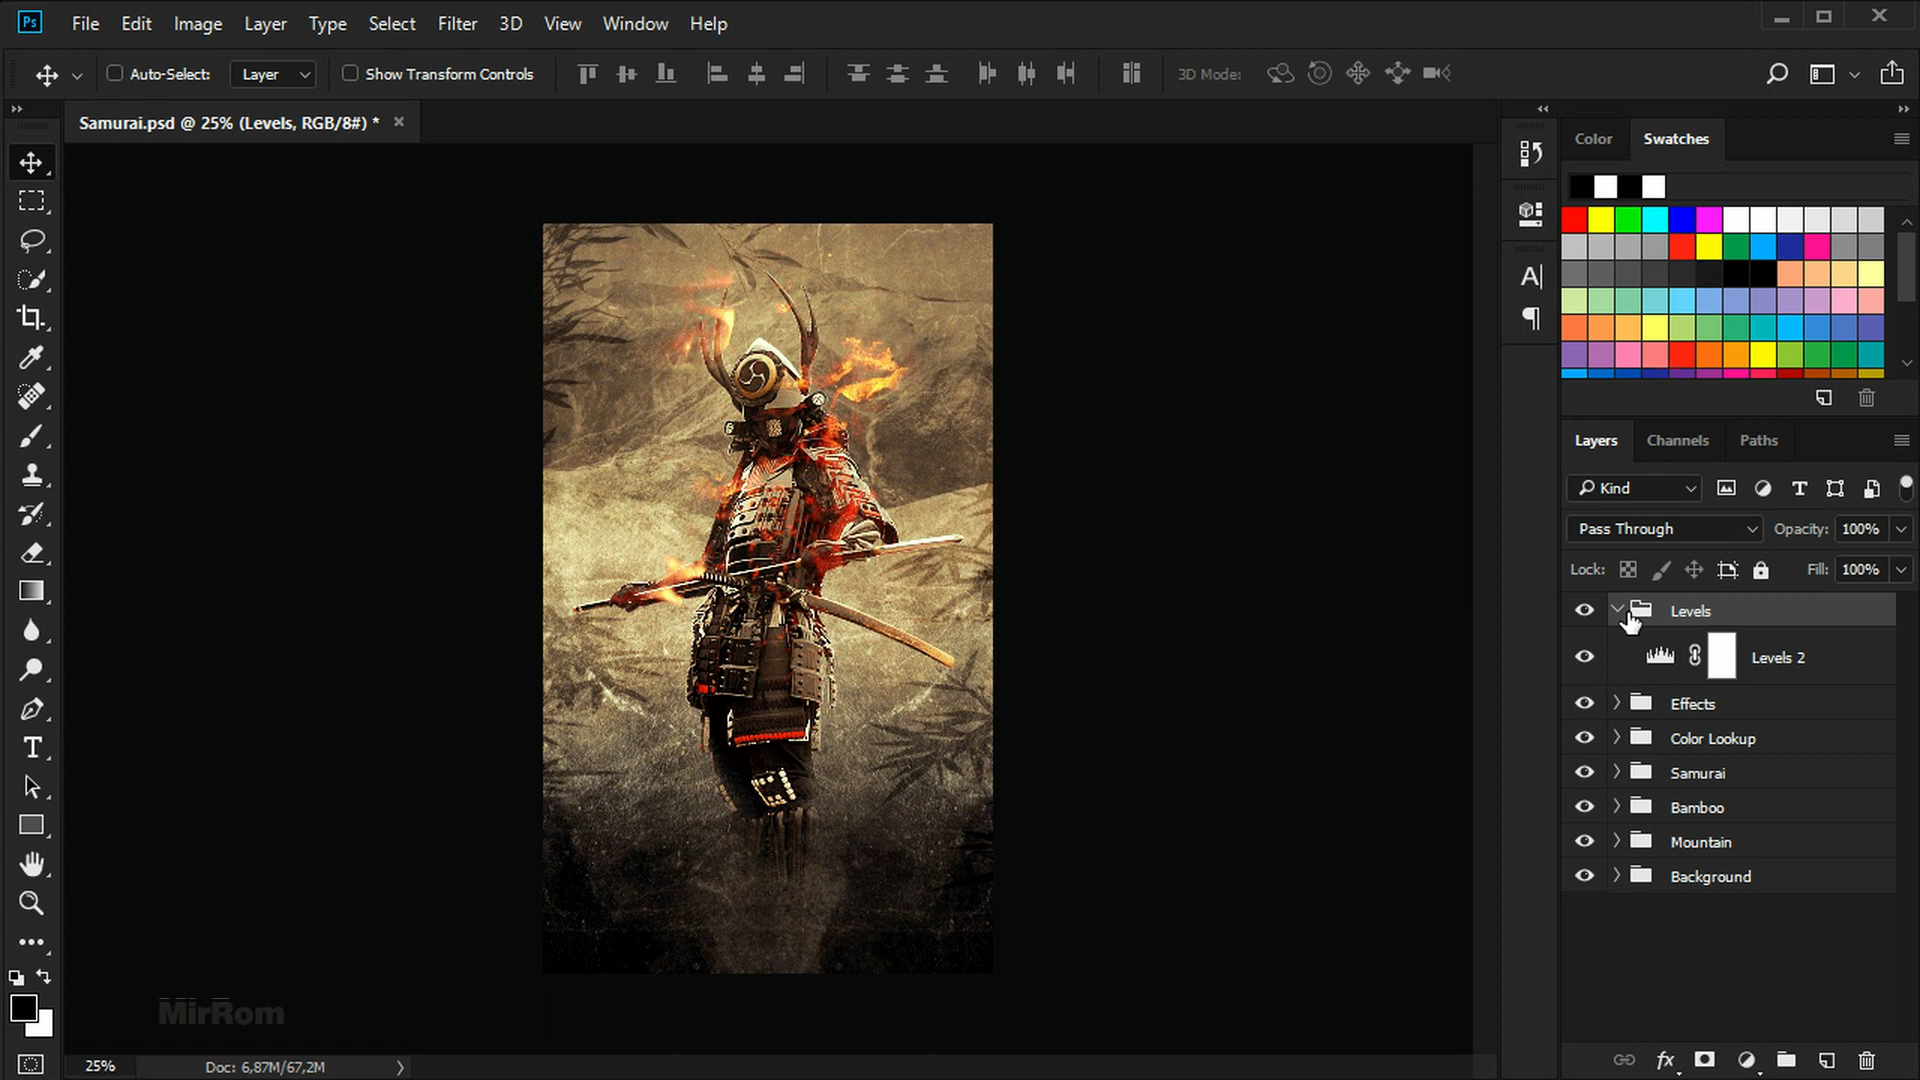 Ps File Edit Image Layer Type Select Filter 3D View Window Help
Auto-Select: Layer Show Transform Controls 3D Mode:
Samurai.psd @ 25% (Levels, RGB/8#) *
Color Swatches
Layers Channels Paths
Kind
Pass Through Opacity: 100%
Lock: Fill: 100%
Levels
Levels 2
Effects
Color Lookup
Samurai
Bamboo
Mountain
Background
MirRom
25% Doc: 6,87M/67,2M
fx